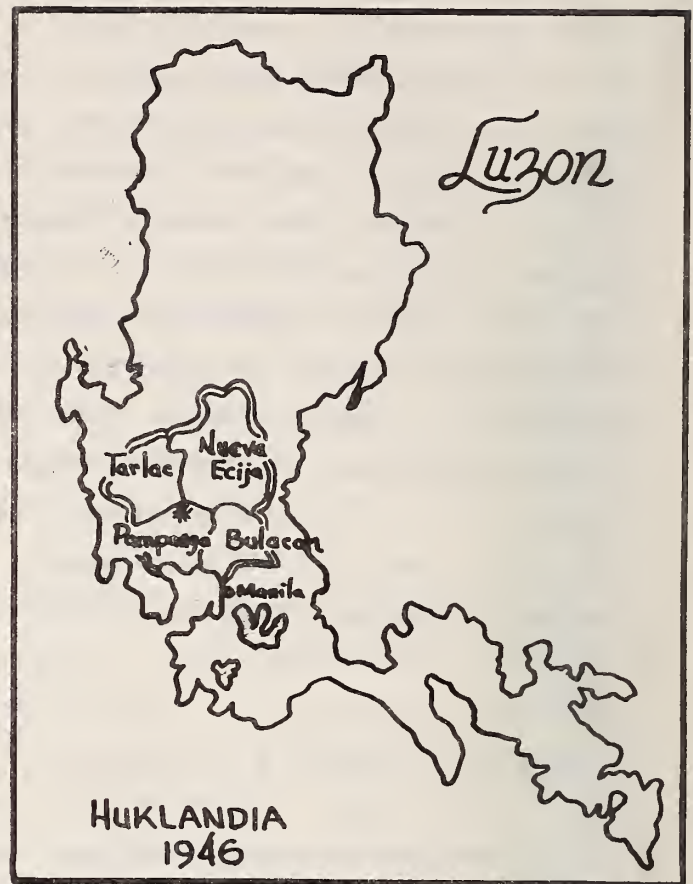 Luzon
Nueva
Ecija
Tarlac
Pampanga
Bulacan
Manila
HUKLANDIA
1946